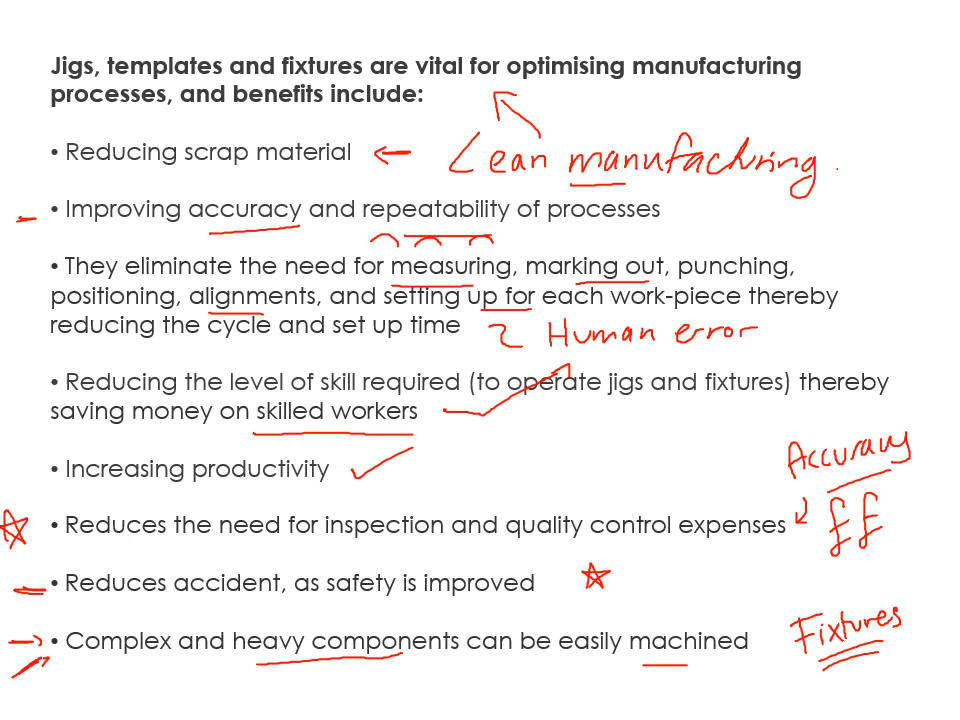 Jigs, templates and fixtures are vital for optimising manufacturing
processes, and benefits include:
• Reducing scrap material
Lean manufacturing.
• Improving accuracy and repeatability of processes
• They eliminate the need for measuring, marking out, punching,
positioning, alignments, and setting up for each work-piece thereby
reducing the cycle and set up time
Human error
• Reducing the level of skill required (to operate jigs and fixtures) thereby
saving money on skilled workers
• Increasing productivity
Accuracy
• Reduces the need for inspection and quality control expenses
££
• Reduces accident, as safety is improved
• Complex and heavy components can be easily machined
Fixtures